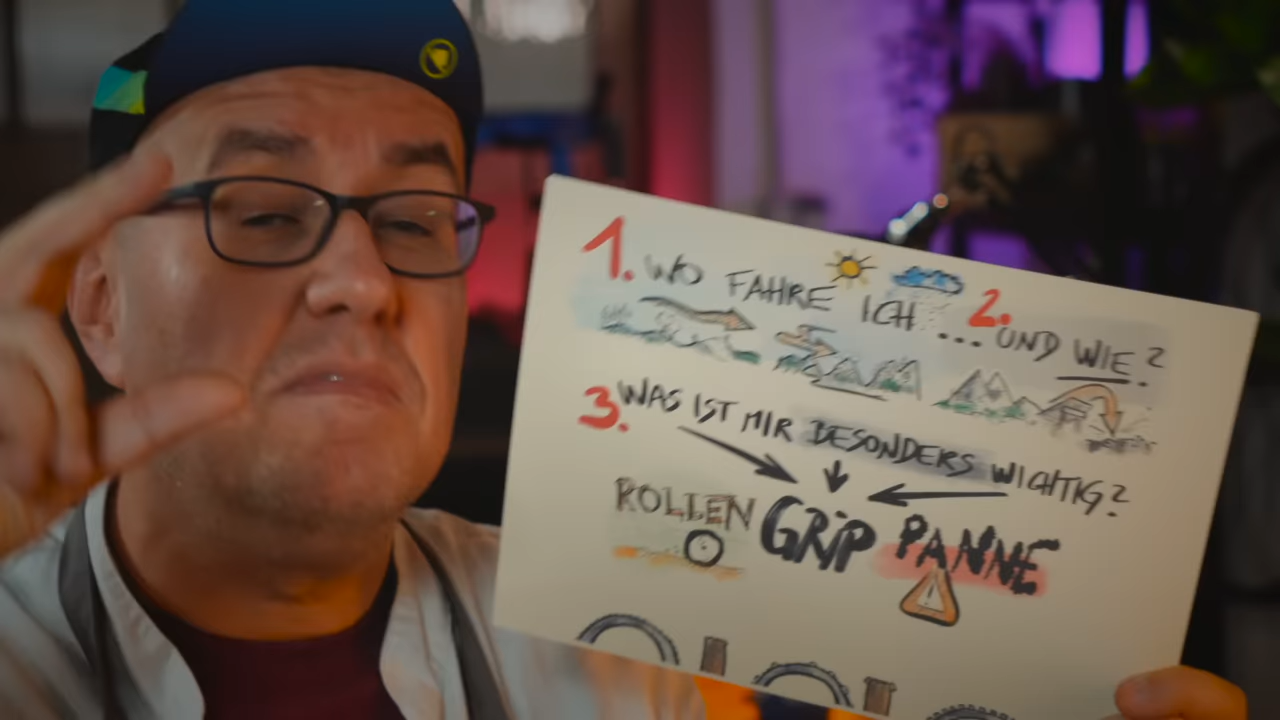 1. WO FAHRE ICH ... 2. UND WIE?
3. WAS IST MIR BESONDERS WICHTIG?
ROLLEN GRIP PANNE